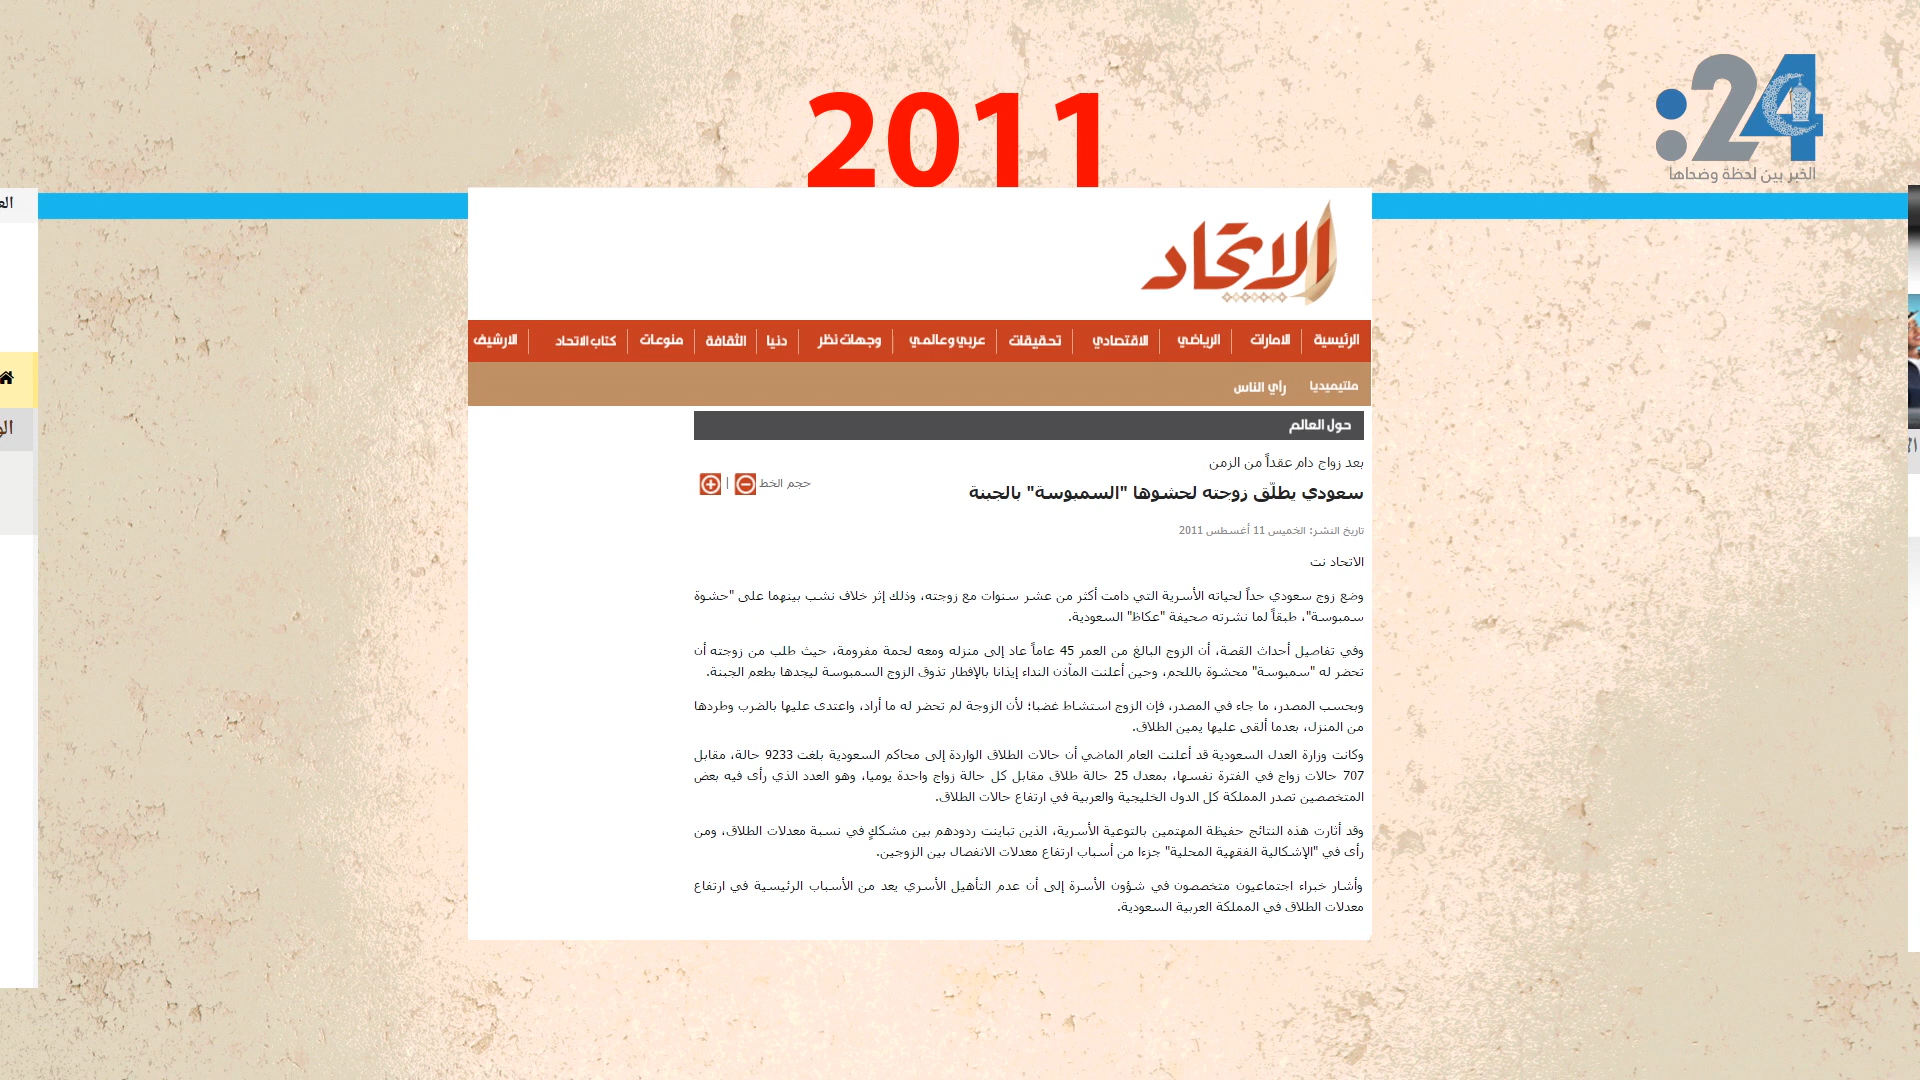 2011
:24
الخبر بين لحظة وضحاها
الاتحاد
الرئيسية
الامارات
الرياضي
الاقتصادي
تحقيقات
عربي وعالمي
وجهات نظر
دنيا
الثقافة
منوعات
كتاب الاتحاد
الارشيف
ملتيميديا
رأي الناس
حول العالم
بعد زواج دام عقداً من الزمن
سعودي يطلّق زوجته لحشوها "السمبوسة" بالجبنة
حجم الخط |
تاريخ النشر: الخميس 11 أغسطس 2011
الاتحاد نت
وضع زوج سعودي حداً لحياته الأسرية التي دامت أكثر من عشر سنوات مع زوجته، وذلك إثر خلاف نشب بينهما على "حشوة
سمبوسة"، طبقاً لما نشرته صحيفة "عكاظ" السعودية.
وفي تفاصيل أحداث القصة، أن الزوج البالغ من العمر 45 عاماً عاد إلى منزله ومعه لحمة مفرومة، حيث طلب من زوجته أن
تحضر له "سمبوسة" محشوة باللحم، وحين أعلنت المآذن النداء إيذانا بالإفطار تذوق الزوج السمبوسة ليجدها بطعم الجبنة.
وبحسب المصدر، ما جاء في المصدر، فإن الزوج استشاط غضبا؛ لأن الزوجة لم تحضر له ما أراد، واعتدى عليها بالضرب وطردها
من المنزل، بعدما ألقى عليها يمين الطلاق.
وكانت وزارة العدل السعودية قد أعلنت العام الماضي أن حالات الطلاق الواردة إلى محاكم السعودية بلغت 9233 حالة، مقابل
707 حالات زواج في الفترة نفسها، بمعدل 25 حالة طلاق مقابل كل حالة زواج واحدة يوميا، وهو العدد الذي رأى فيه بعض
المتخصصين تصدر المملكة كل الدول الخليجية والعربية في ارتفاع حالات الطلاق.
وقد أثارت هذه النتائج حفيظة المهتمين بالتوعية الأسرية، الذين تباينت ردودهم بين مشككٍ في نسبة معدلات الطلاق، ومن
رأى في "الإشكالية الفقهية المحلية" جزءا من أسباب ارتفاع معدلات الانفصال بين الزوجين.
وأشار خبراء اجتماعيون متخصصون في شؤون الأسرة إلى أن عدم التأهيل الأسري يعد من الأسباب الرئيسية في ارتفاع
معدلات الطلاق في المملكة العربية السعودية.